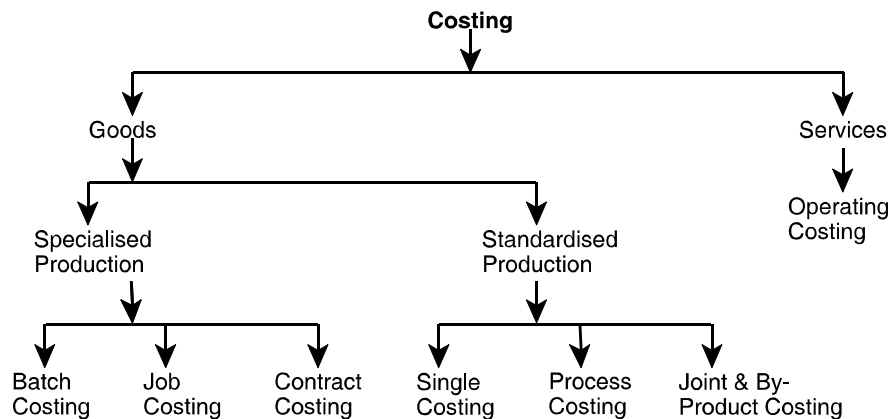 Costing
Goods
Services
Operating
Costing
Specialised
Production
Standardised
Production
Batch
Costing
Job
Costing
Contract
Costing
Single
Costing
Process
Costing
Joint & By-
Product Costing